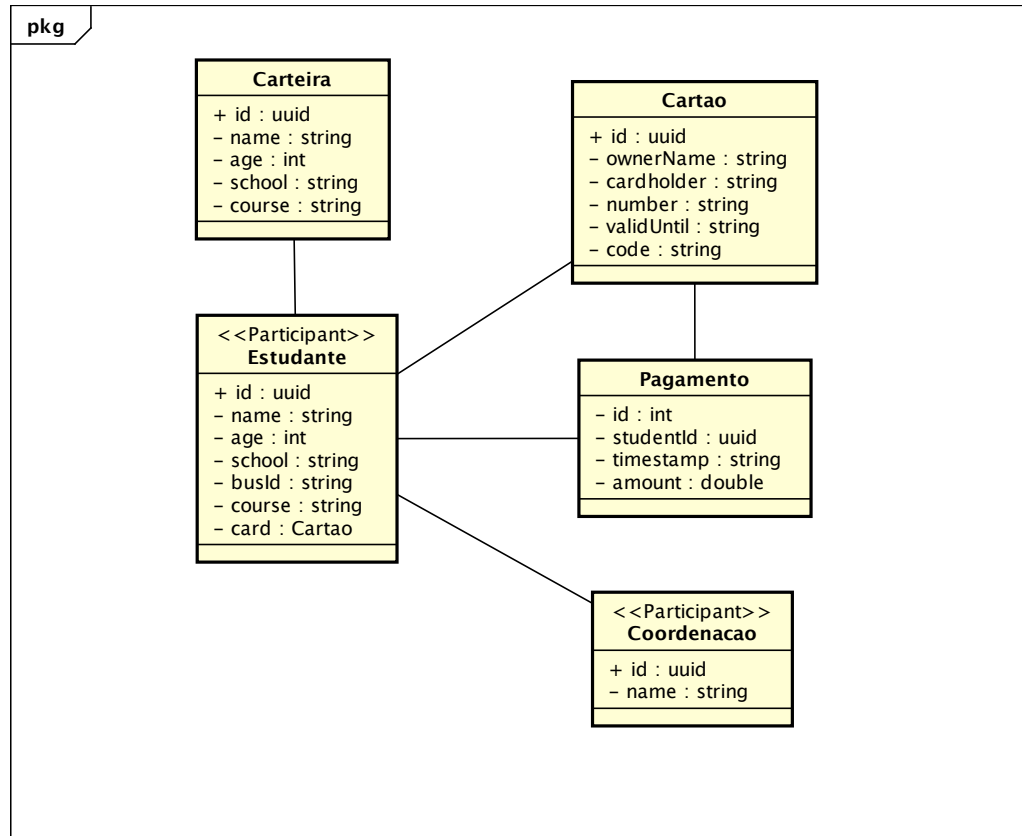 pkg
Carteira
+ id : uuid
– name : string
– age : int
– school : string
– course : string
Cartao
+ id : uuid
– ownerName : string
– cardholder : string
– number : string
– validUntil : string
– code : string
<<Participant>>
Estudante
+ id : uuid
– name : string
– age : int
– school : string
– busId : string
– course : string
– card : Cartao
Pagamento
– id : int
– studentId : uuid
– timestamp : string
– amount : double
<<Participant>>
Coordenacao
+ id : uuid
– name : string